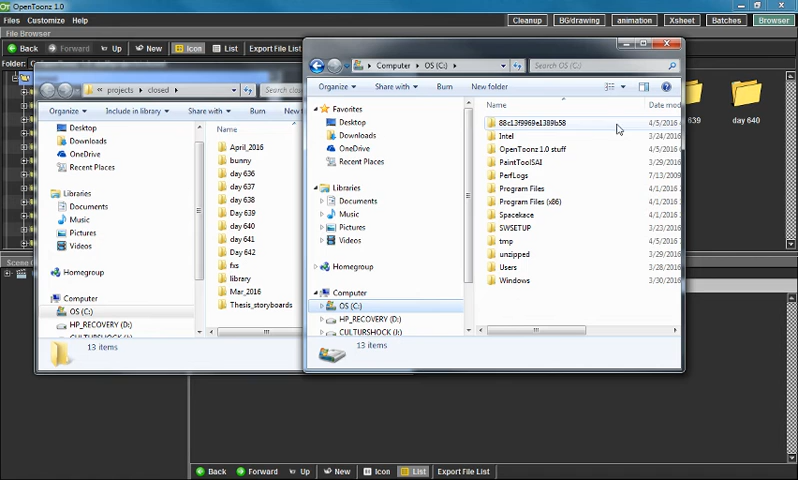 OpenToonz 1.0
Files Customize Help
Cleanup BG/drawing animation Xsheet Batches Browser
File Browser
Back Forward Up New Icon List Export File List
Folder:
639
day 640
projects closed
Organize Include in library Share with Burn
Name
Desktop
Downloads
OneDrive
Recent Places
Libraries
Documents
Music
Pictures
Videos
Homegroup
Computer
OS (C:)
HP_RECOVERY (D:)
CULTURSHOCK (J:)
April_2016
bunny
day 636
day 637
day 638
Day 639
day 640
day 641
Day 642
fxs
library
Mar_2016
Thesis_storyboards
13 items
Computer OS (C:)
Search OS (C:)
Organize Share with Burn New folder
Name Date mod
Favorites
Desktop
Downloads
OneDrive
Recent Places
Libraries
Documents
Music
Pictures
Videos
Homegroup
Computer
OS (C:)
HP_RECOVERY (D:)
CULTURSHOCK (J:)
88c13f9969e1389b58 4/5/2016
Intel 3/24/2016
OpenToonz 1.0 stuff 4/5/2016
PaintToolSAI 3/29/2016
PerfLogs 7/13/2009
Program Files 4/5/2016
Program Files (x86) 4/1/2016
Spacekace 4/1/2016
SWSETUP 4/1/2016
tmp 4/5/2016
unzipped 3/30/2016
Users 3/28/2016
Windows 3/30/2016
13 items
Back Forward Up New Icon List Export File List